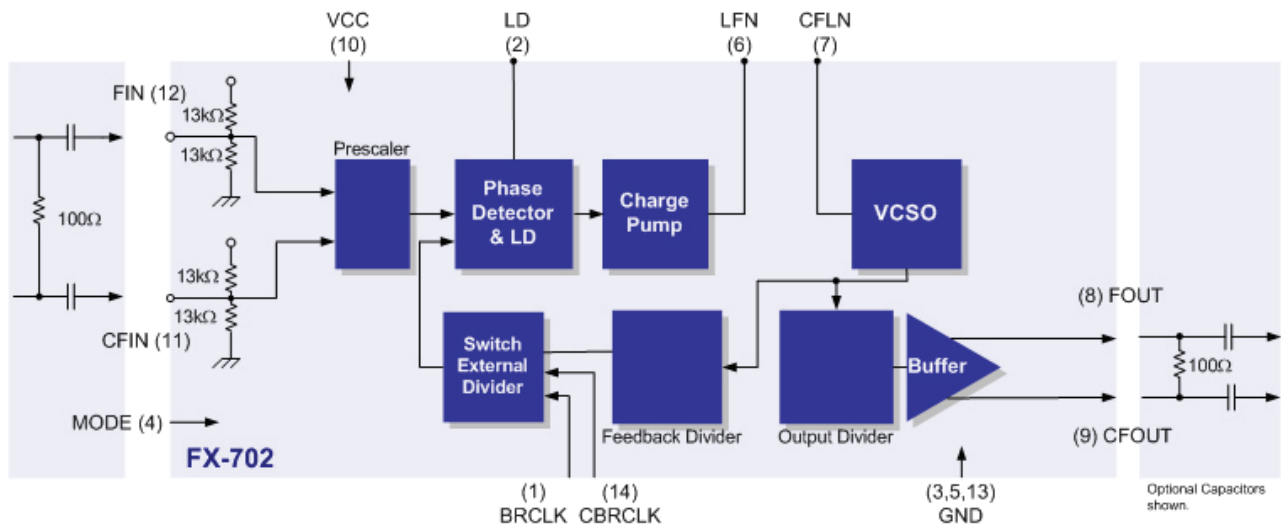 VCC
(10)
LD
(2)
LFN
(6)
CFLN
(7)
FIN (12)
13kΩ
13kΩ
Prescaler
100Ω
Phase
Detector
& LD
Charge
Pump
VCSO
13kΩ
13kΩ
CFIN (11)
(8) FOUT
Switch
External
Divider
Buffer
100Ω
MODE (4)
Feedback Divider
Output Divider
(9) CFOUT
FX-702
(1)
BRCLK
(14)
CBRCLK
(3,5,13)
GND
Optional Capacitors
shown.